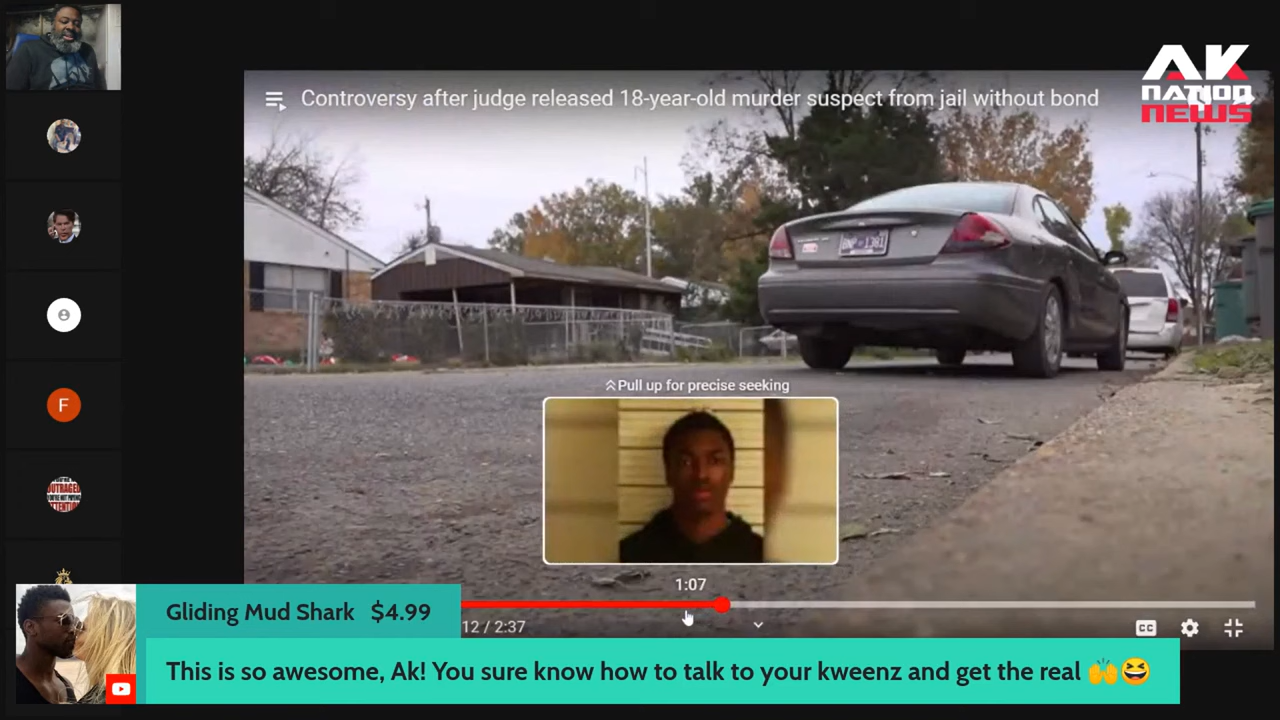 AK
NATION
NEWS
Controversy after judge released 18-year-old murder suspect from jail without bond
Pull up for precise seeking
1:07
12 / 2:37
CC
F
OUTRAGED
Gliding Mud Shark $4.99
This is so awesome, Ak! You sure know how to talk to your kweenz and get the real 🙌😆